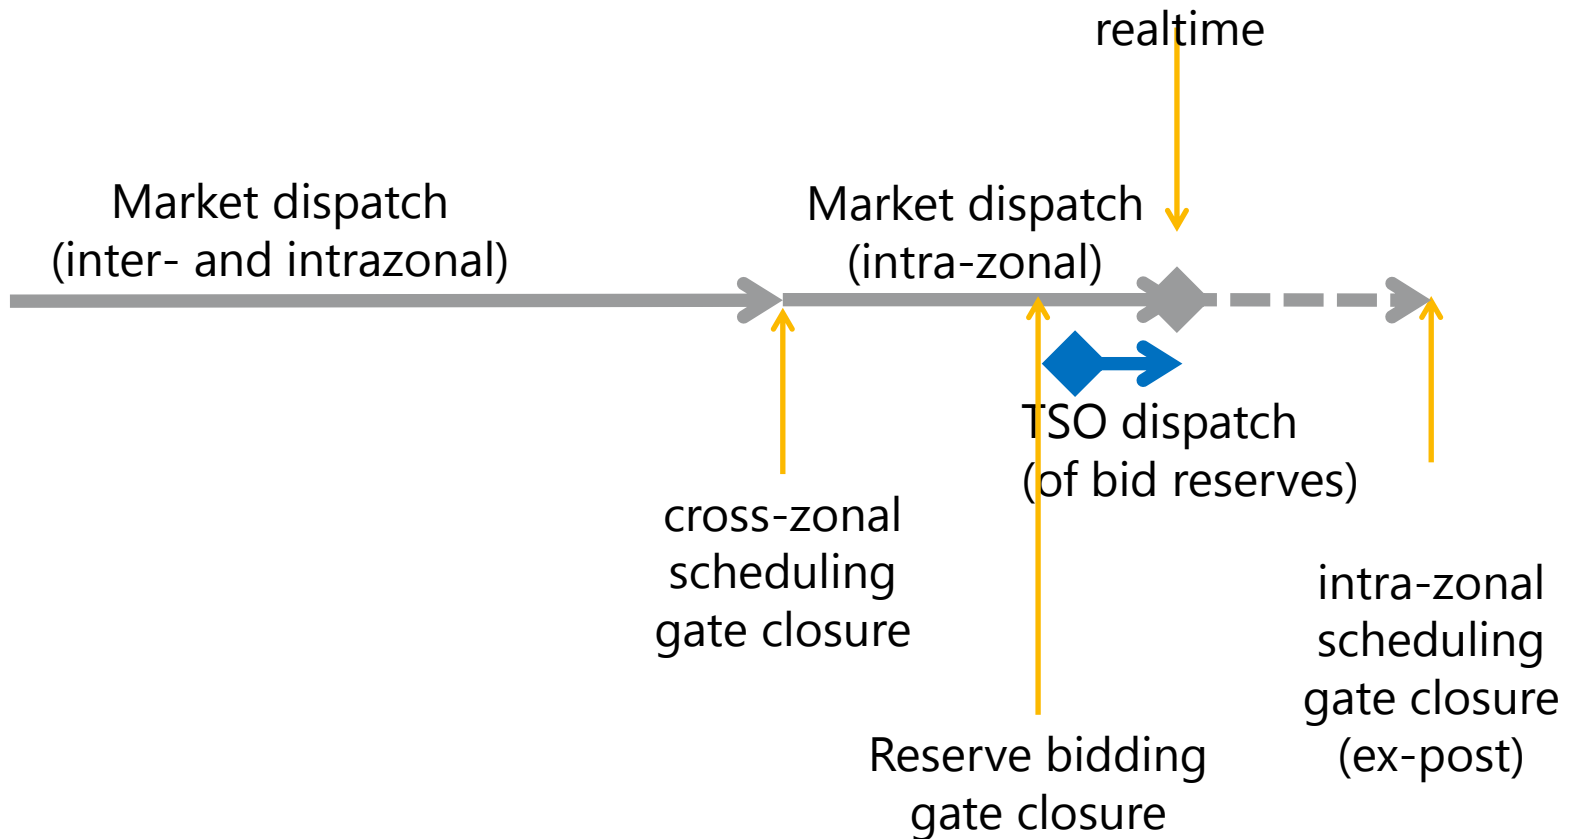 realtime
Market dispatch
(inter- and intrazonal)
Market dispatch
(intra-zonal)
TSO dispatch
(of bid reserves)
cross-zonal
scheduling
gate closure
intra-zonal
scheduling
gate closure
(ex-post)
Reserve bidding
gate closure